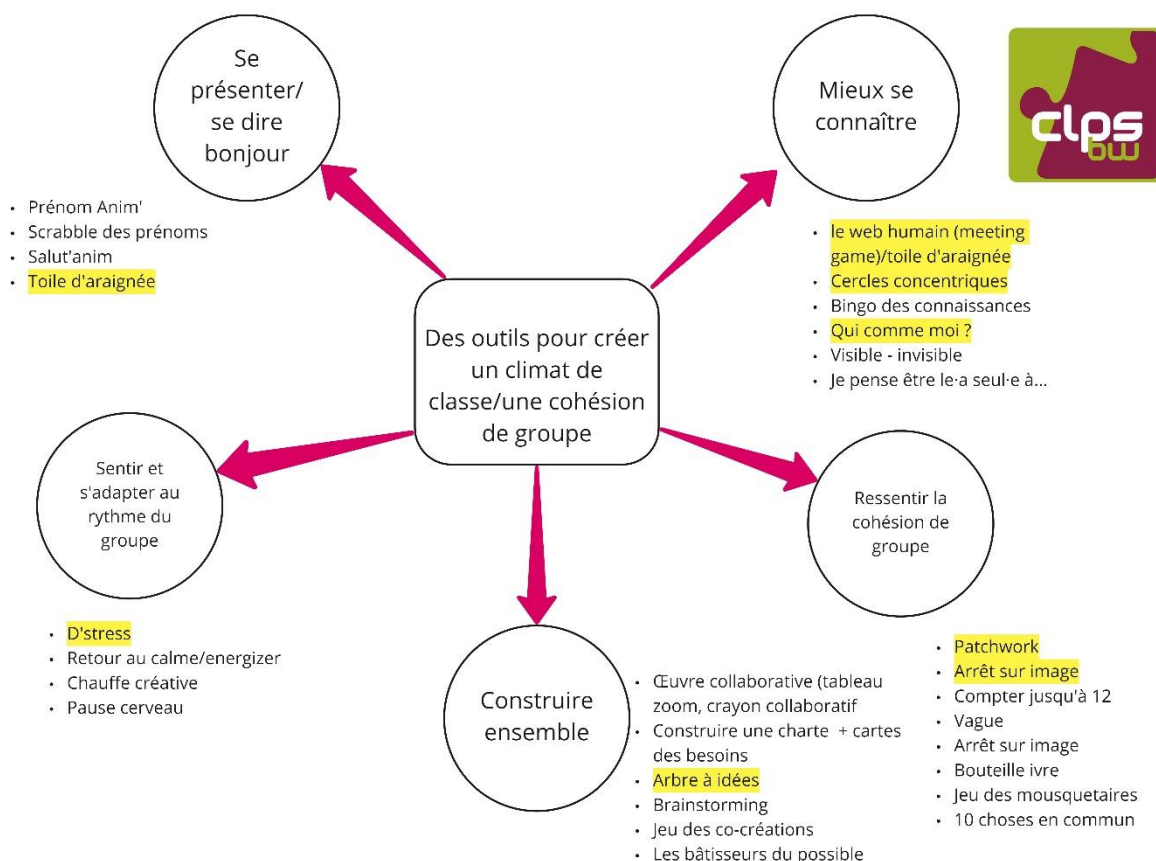 Se
présenter/
se dire
bonjour
Mieux se
connaître
clps
bw
• Prénom Anim'
• Scrabble des prénoms
• Salut'anim
• Toile d'araignée
• le web humain (meeting
game)/toile d'araignée
• Cercles concentriques
• Bingo des connaissances
• Qui comme moi ?
• Visible - invisible
• Je pense être le·a seul·e à...
Des outils pour créer
un climat de
classe/une cohésion
de groupe
Sentir et
s'adapter au
rythme du
groupe
Ressentir la
cohésion de
groupe
• D'stress
• Retour au calme/energizer
• Chauffe créative
• Pause cerveau
Construire
ensemble
• Œuvre collaborative (tableau
zoom, crayon collaboratif
• Construire une charte + cartes
des besoins
• Arbre à idées
• Brainstorming
• Jeu des co-créations
• Les bâtisseurs du possible
• Patchwork
• Arrêt sur image
• Compter jusqu'à 12
• Vague
• Arrêt sur image
• Bouteille ivre
• Jeu des mousquetaires
• 10 choses en commun